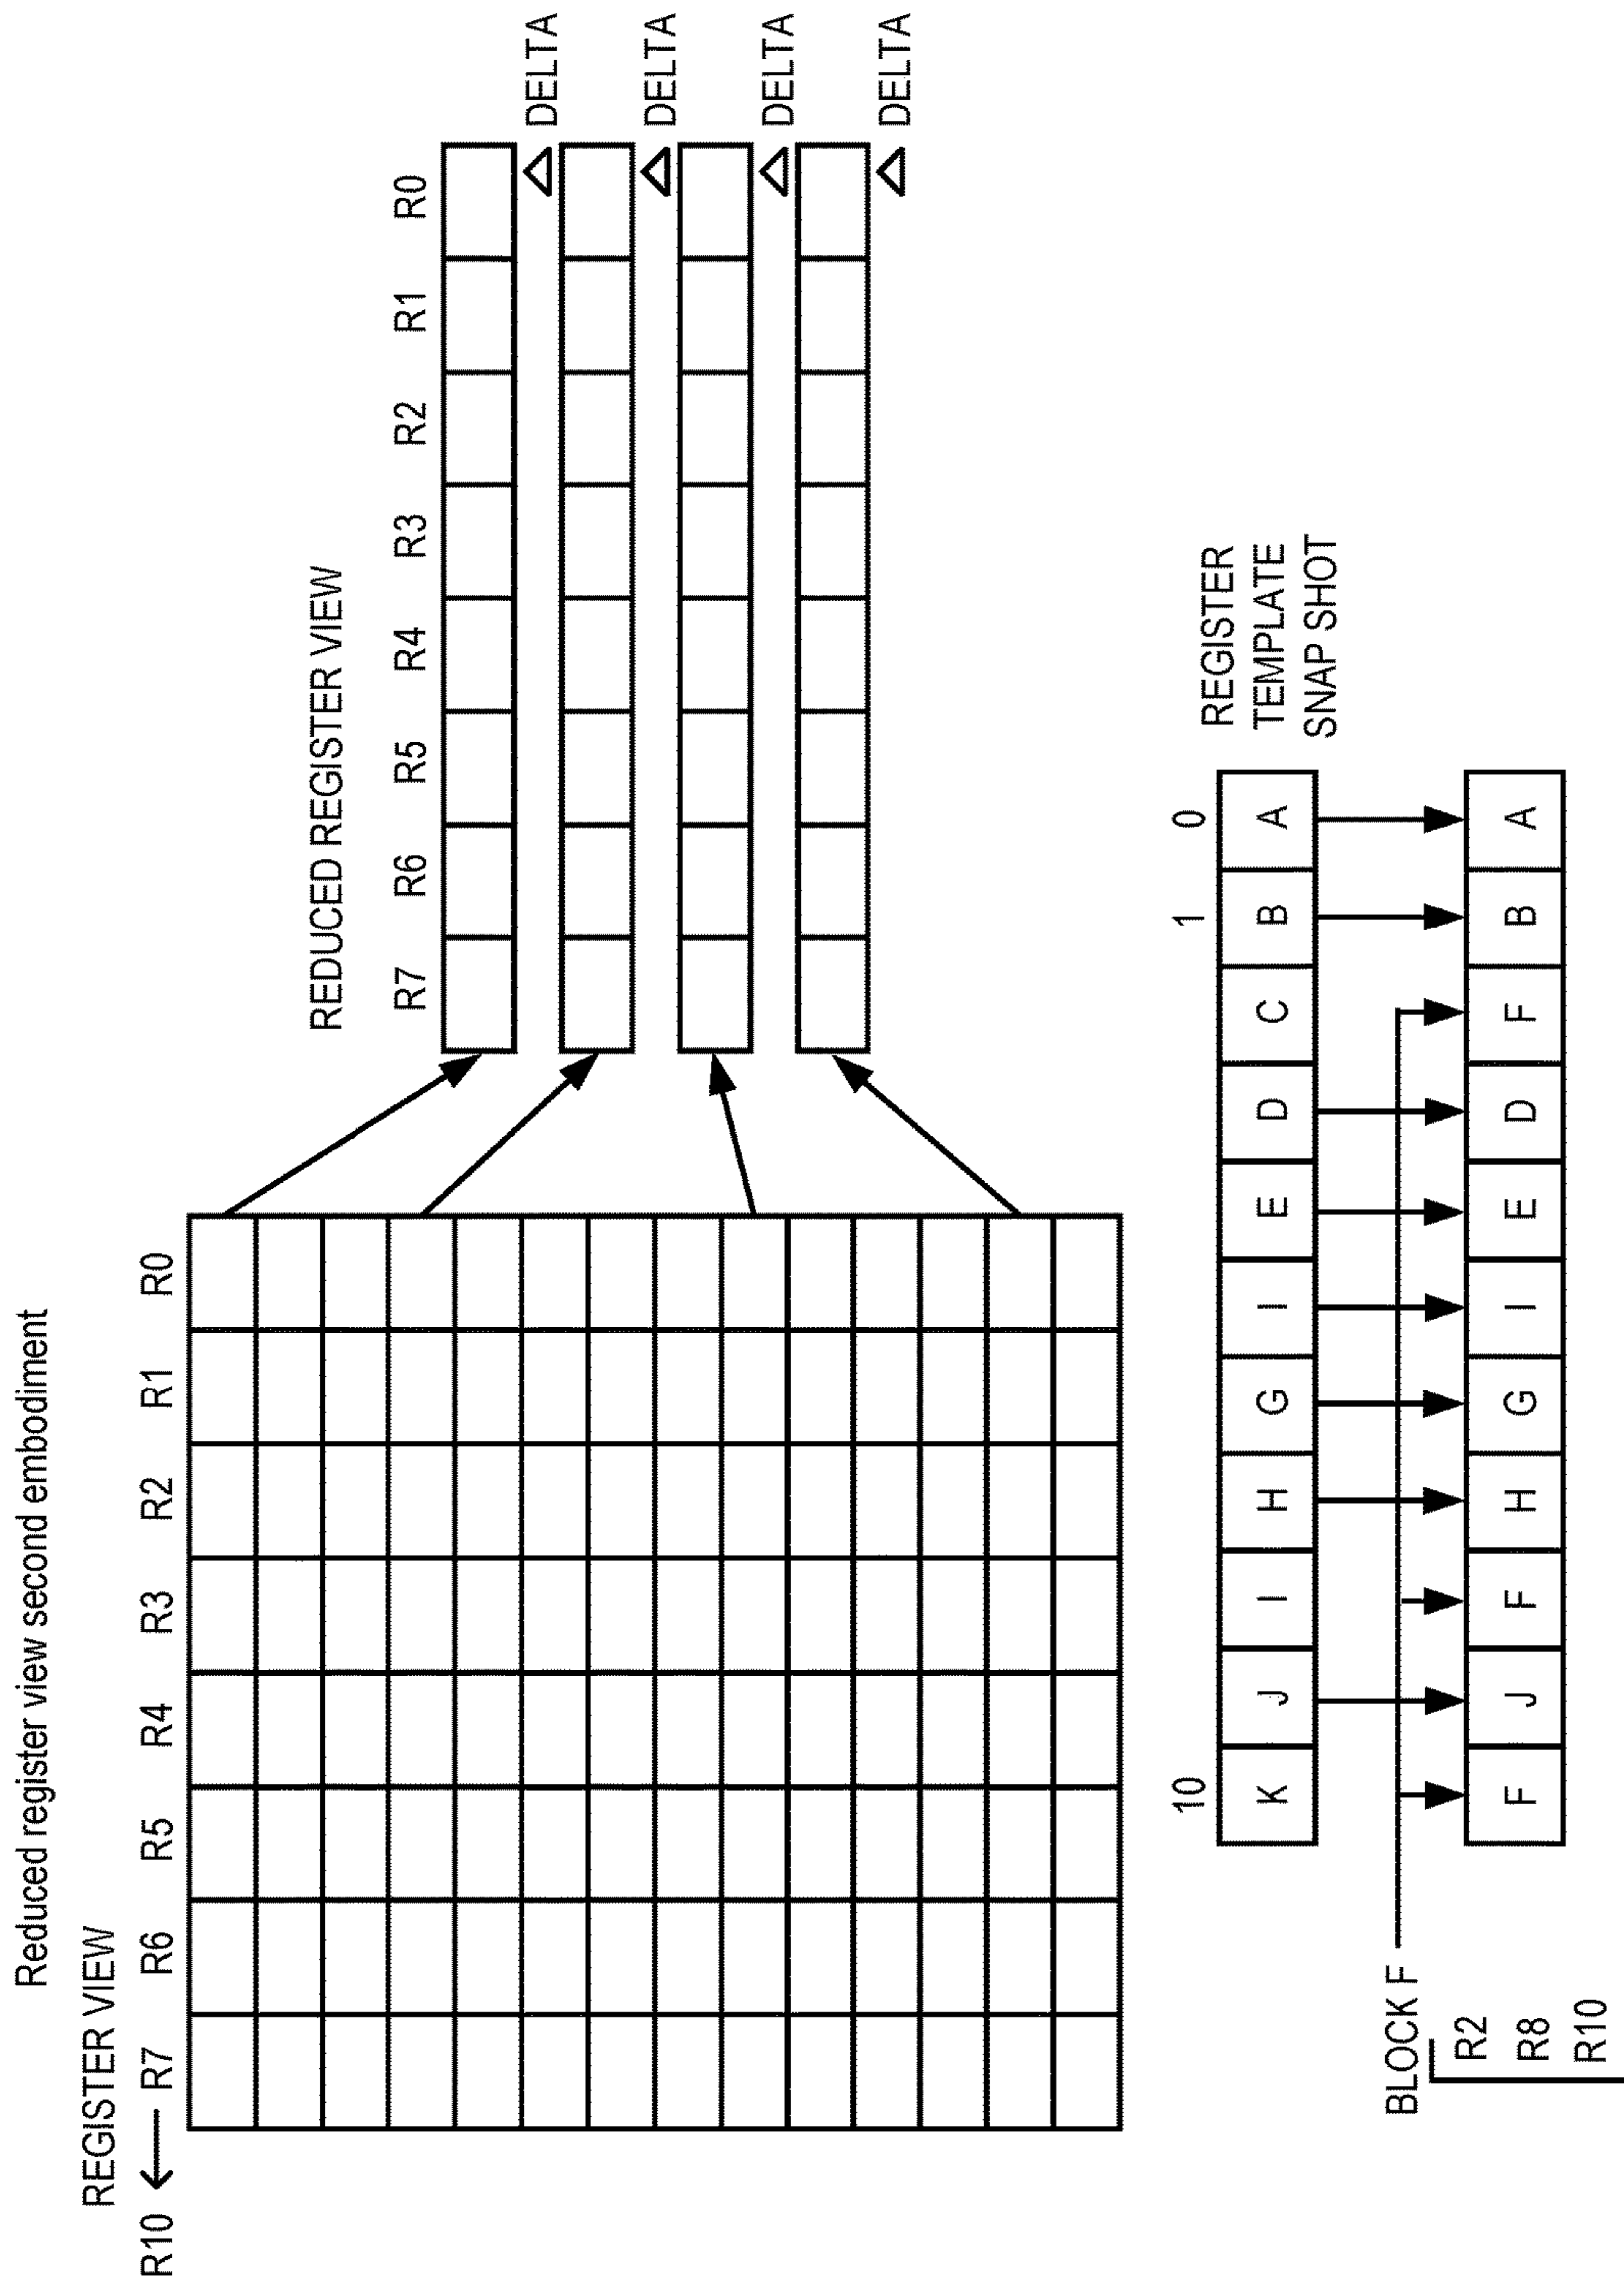 Reduced register view second embodiment
REGISTER VIEW
R10 ← R7 R6 R5 R4 R3 R2 R1 R0
REDUCED REGISTER VIEW
R7 R6 R5 R4 R3 R2 R1 R0
DELTA
DELTA
DELTA
DELTA
10 1 0
K J I H G I E D C B A
REGISTER
TEMPLATE
SNAP SHOT
BLOCK F
F J F H G I E D F B A
R2
R8
R10